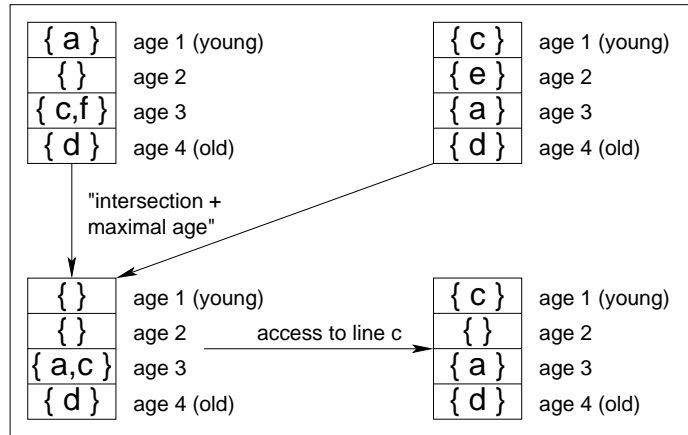 { a } age 1 (young)
{ } age 2
{ c,f } age 3
{ d } age 4 (old)
{ c } age 1 (young)
{ e } age 2
{ a } age 3
{ d } age 4 (old)
"intersection +
maximal age"
{ } age 1 (young)
{ } age 2
{ a,c } age 3
{ d } age 4 (old)
access to line c
{ c } age 1 (young)
{ } age 2
{ a } age 3
{ d } age 4 (old)